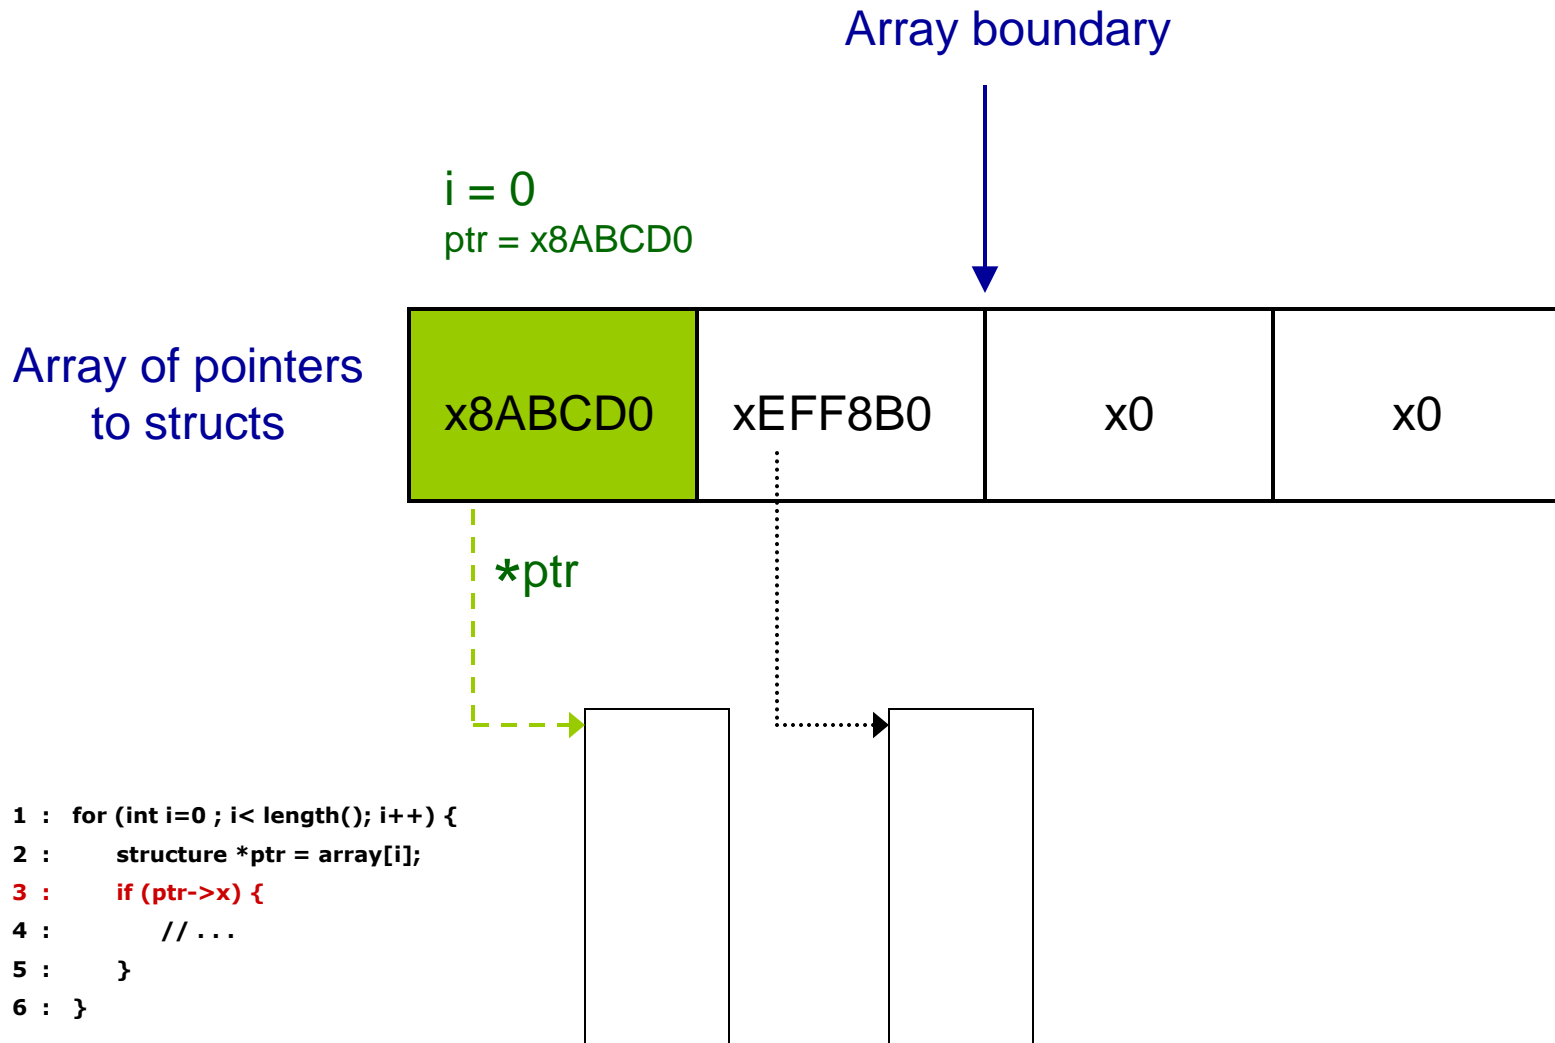 Array boundary
i = 0
ptr = x8ABCD0
Array of pointers
to structs
x8ABCD0 xEFF8B0 x0 x0
*ptr
1 : for (int i=0 ; i< length(); i++) {
2 : structure *ptr = array[i];
3 : if (ptr->x) {
4 : // . . .
5 : }
6 : }